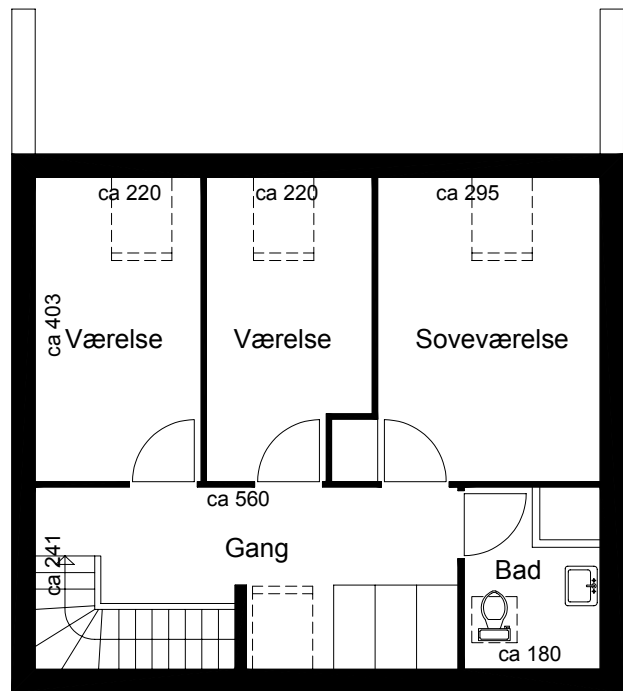 ca 220
ca 220
ca 295
ca 403
Værelse
Værelse
Soveværelse
ca 560
ca 241
Gang
Bad
ca 180